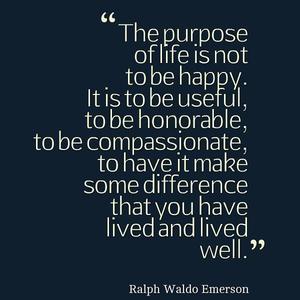 “The purpose
of life is not
to be happy.
It is to be useful,
to be honorable,
to be compassionate,
to have it make
some difference
that you have
lived and lived
well.”
Ralph Waldo Emerson